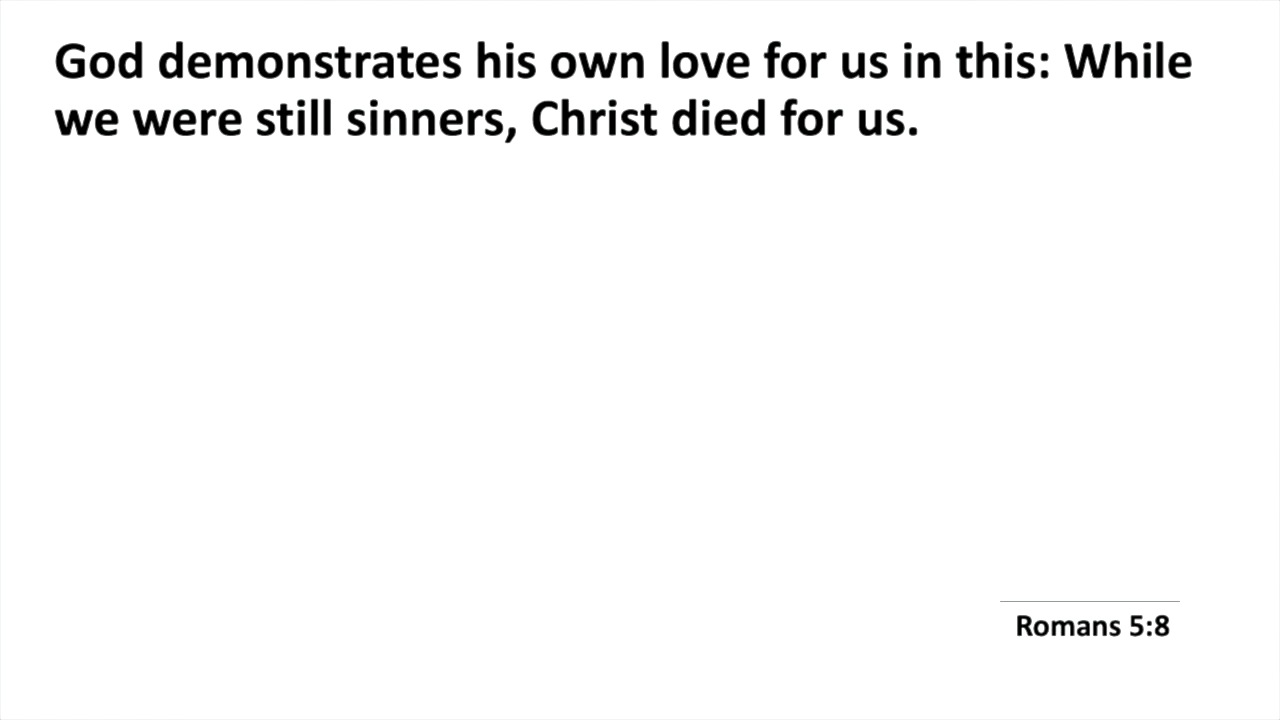 God demonstrates his own love for us in this: While
we were still sinners, Christ died for us.
Romans 5:8